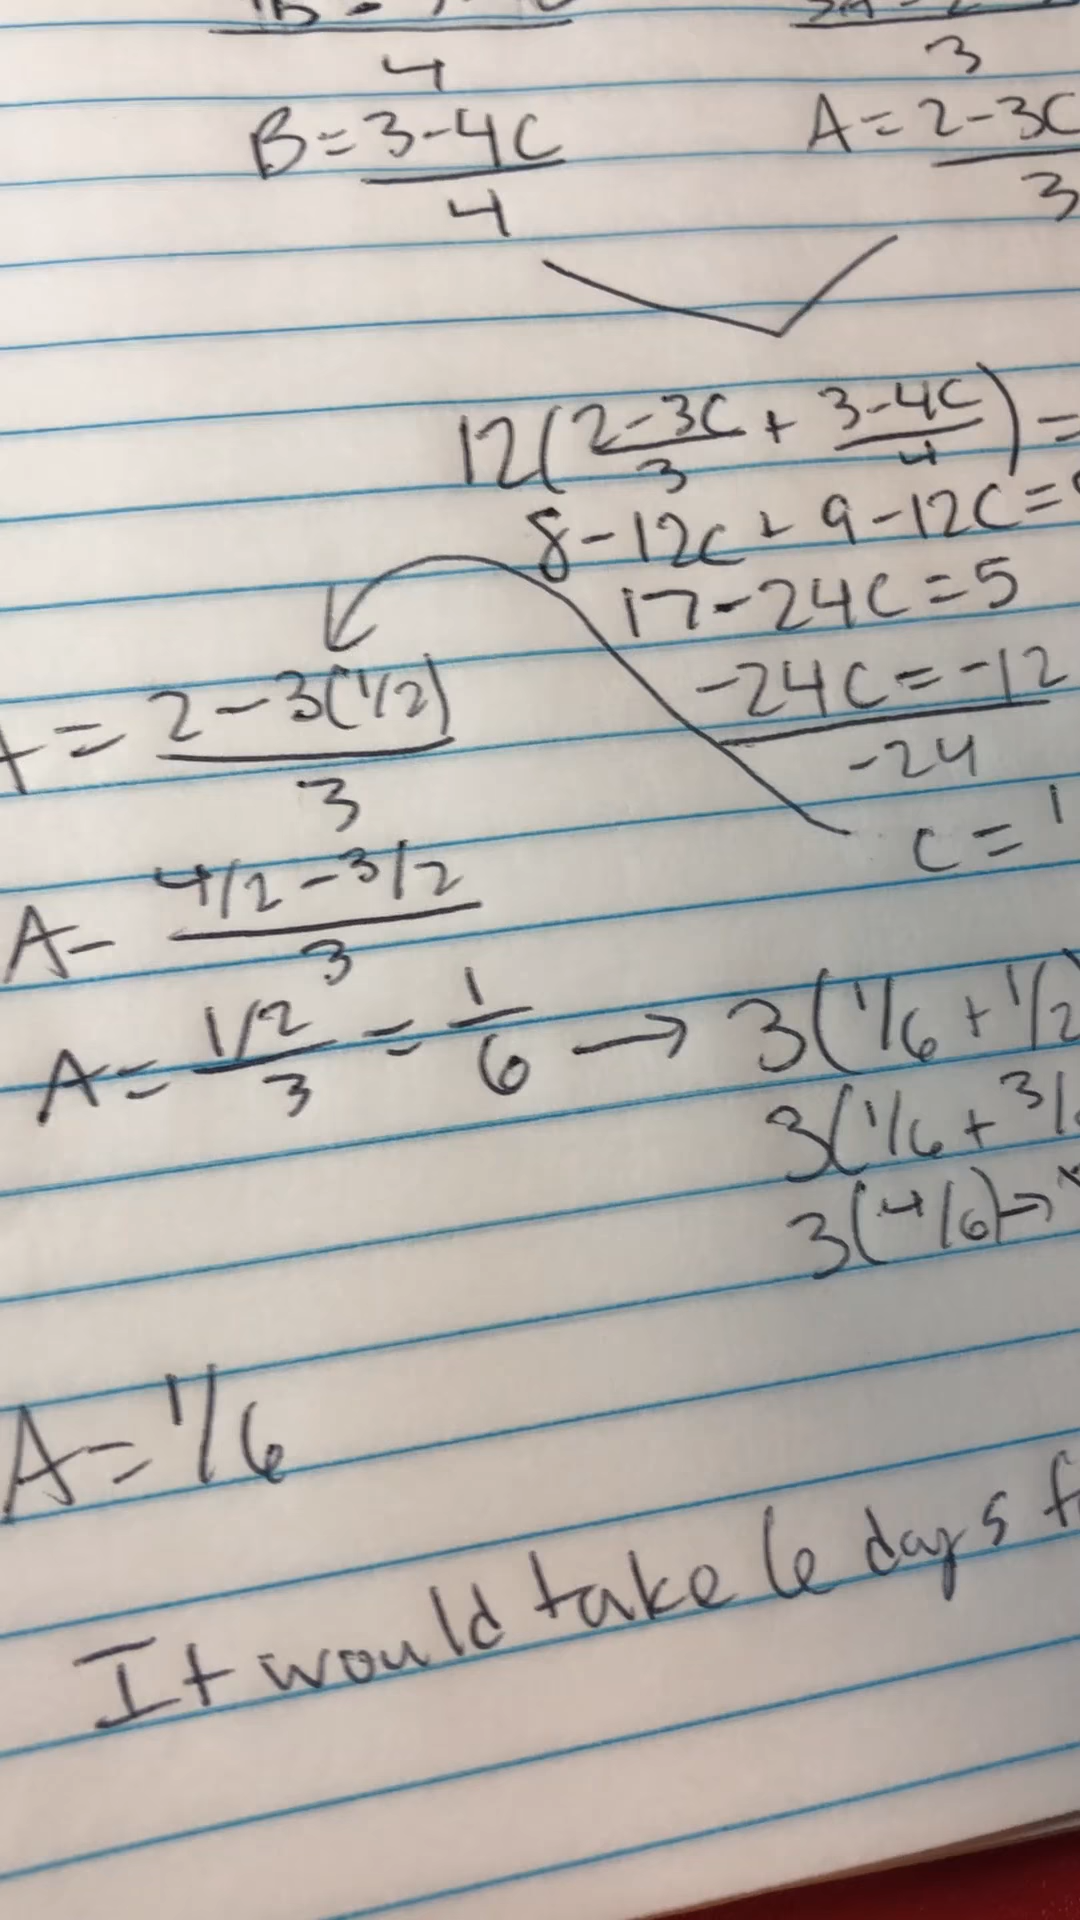 4 3
B = 3-4C / 4 A = 2-3C / 3
12(2-3C / 3 + 3-4C / 4) =
8-12C + 9-12C =
17-24C = 5
-24C = -12
-24
C = 1
A = 2-3(1/2) / 3
A- 4/2 - 3/2 / 3
A = 1/2 / 3 = 1/6 → 3(1/6 + 1/2)
3(1/6 + 3/
3(4/6) →
A = 1/6
It would take 6 days